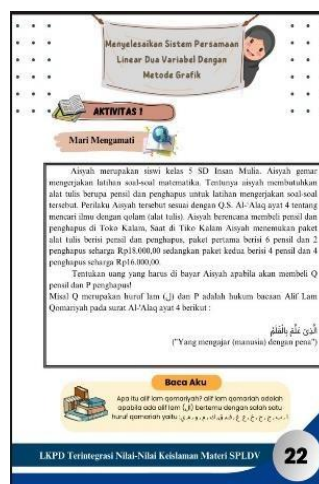 Menyelesaikan Sistem Persamaan
Linear Dua Variabel Dengan
Metode Grafik
AKTIVITAS 1
Mari Mengamati
Aisyah merupakan siswi kelas 5 SD Insan Mulia. Aisyah gemar
mengerjakan latihan soal-soal matematika. Tentunya aisyah membutuhkan
alat tulis berupa pensil dan penghapus untuk latihan mengerjakan soal-soal
tersebut. Perilaku Aisyah tersebut sesuai dengan Q.S. Al-'Alaq ayat 4 tentang
mencari ilmu dengan qolam (alat tulis). Aisyah berencana membeli pensil dan
penghapus di Toko Kalam, Saat di Tiko Kalam Aisyah menemukan paket
alat tulis berisi pensil dan penghapus, paket pertama berisi 6 pensil dan 2
penghapus seharga Rp18.000,00 sedangkan paket kedua berisi 4 pensil dan 4
penghapus seharga Rp16.000,00.
Tentukan uang yang harus di bayar Aisyah apabila akan membeli Q
pensil dan P penghapus!
Misal Q merupakan huruf lam (ل) dan P adalah hukum bacaan Alif Lam
Qomariyah pada surat Al-'Alaq ayat 4 berikut :
الَّذِيْ عَلَّمَ بِالْقَلَمِ
("Yang mengajar (manusia) dengan pena")
Baca Aku
Apa itu alif lam qomariyah? alif lam qomariah adalah
apabila ada alif lam (ال) bertemu dengan salah satu
huruf qomariah yaitu :
LKPD Terintegrasi Nilai-Nilai Keislaman Materi SPLDV
22